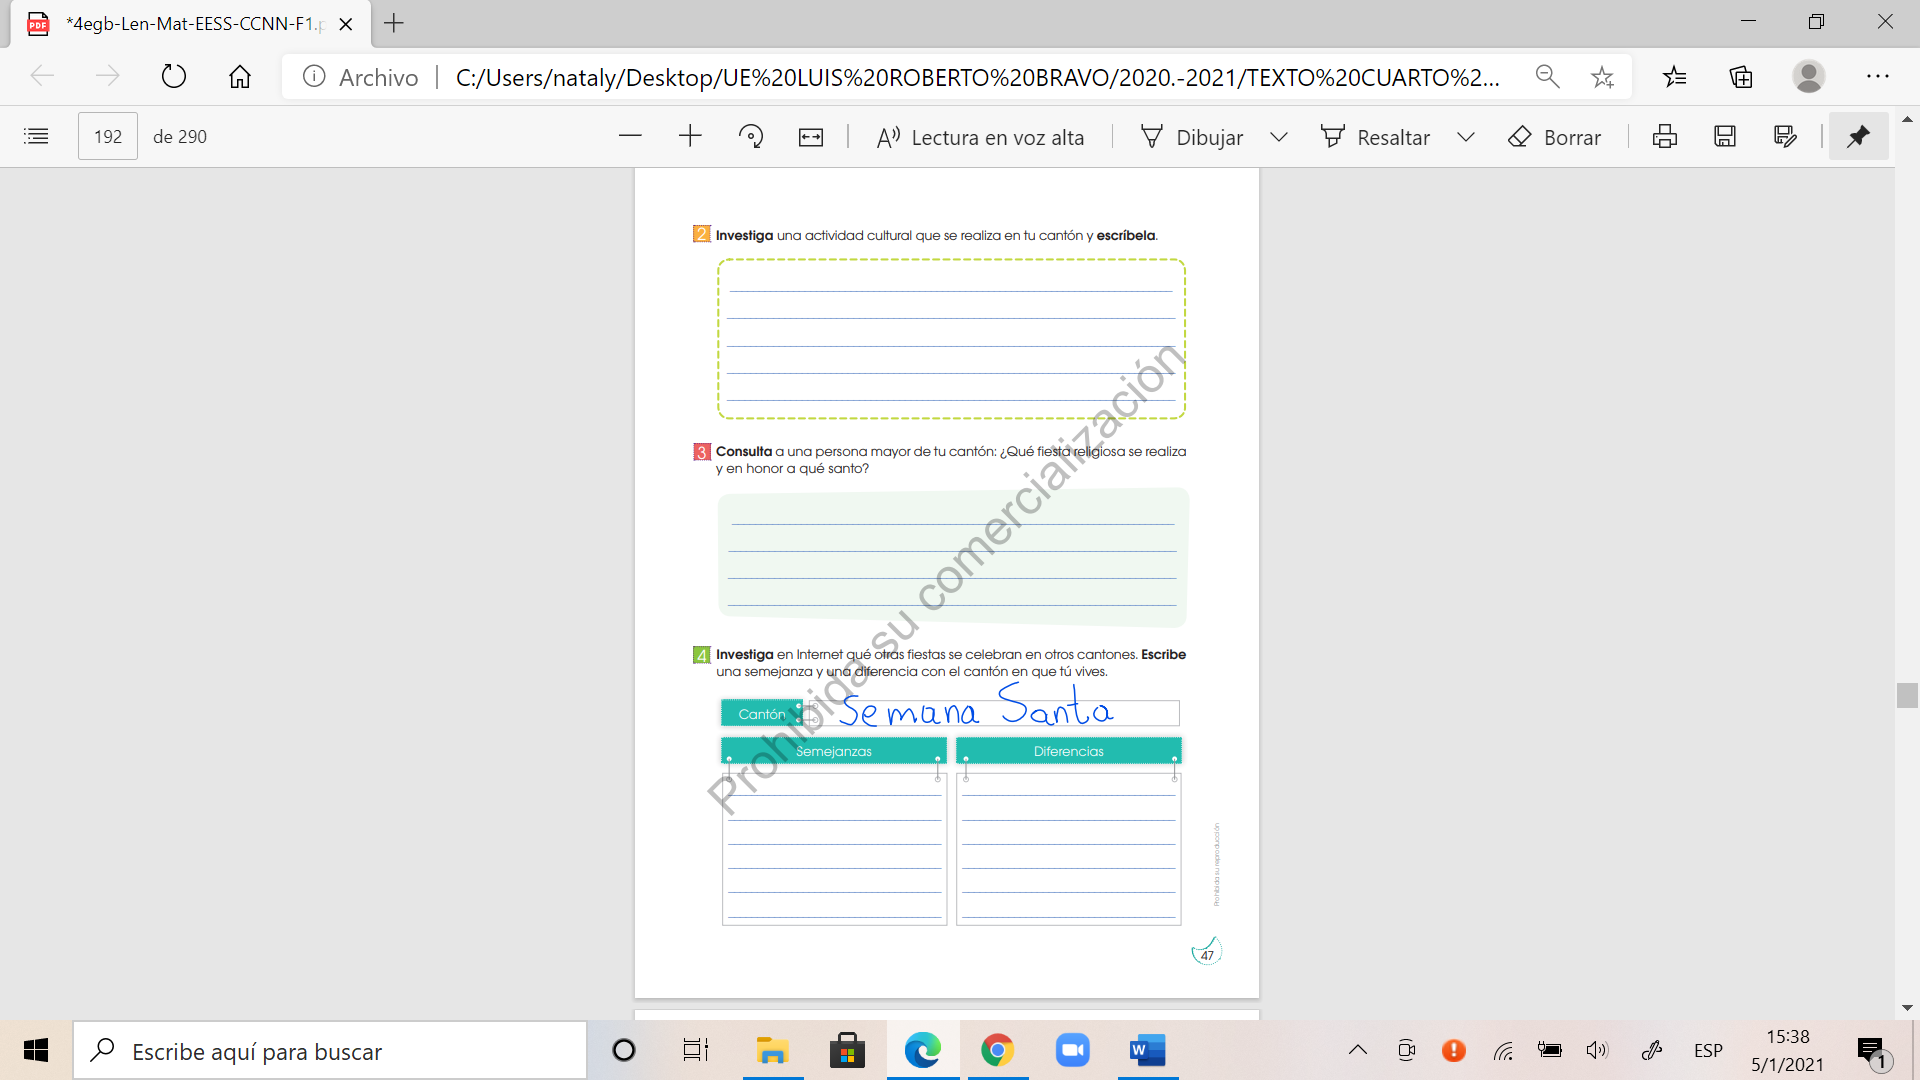 *4egb-Len-Mat-EESS-CCNN-F1.p
Archivo
C:/Users/nataly/Desktop/UE%20LUIS%20ROBERTO%20BRAVO/2020.-2021/TEXTO%20CUARTO%2...
192 de 290
Lectura en voz alta
Dibujar
Resaltar
Borrar
2 Investiga una actividad cultural que se realiza en tu cantón y escríbela.
3 Consulta a una persona mayor de tu cantón: ¿Qué fiesta religiosa se realiza
y en honor a qué santo?
4 Investiga en Internet qué otras fiestas se celebran en otros cantones. Escribe
una semejanza y una diferencia con el cantón en que tú vives.
Cantón Semana Santa
Semejanzas Diferencias
Prohibida su comercialización
Prohibida su reproducción
47
Escribe aquí para buscar
ESP
15:38
5/1/2021
1